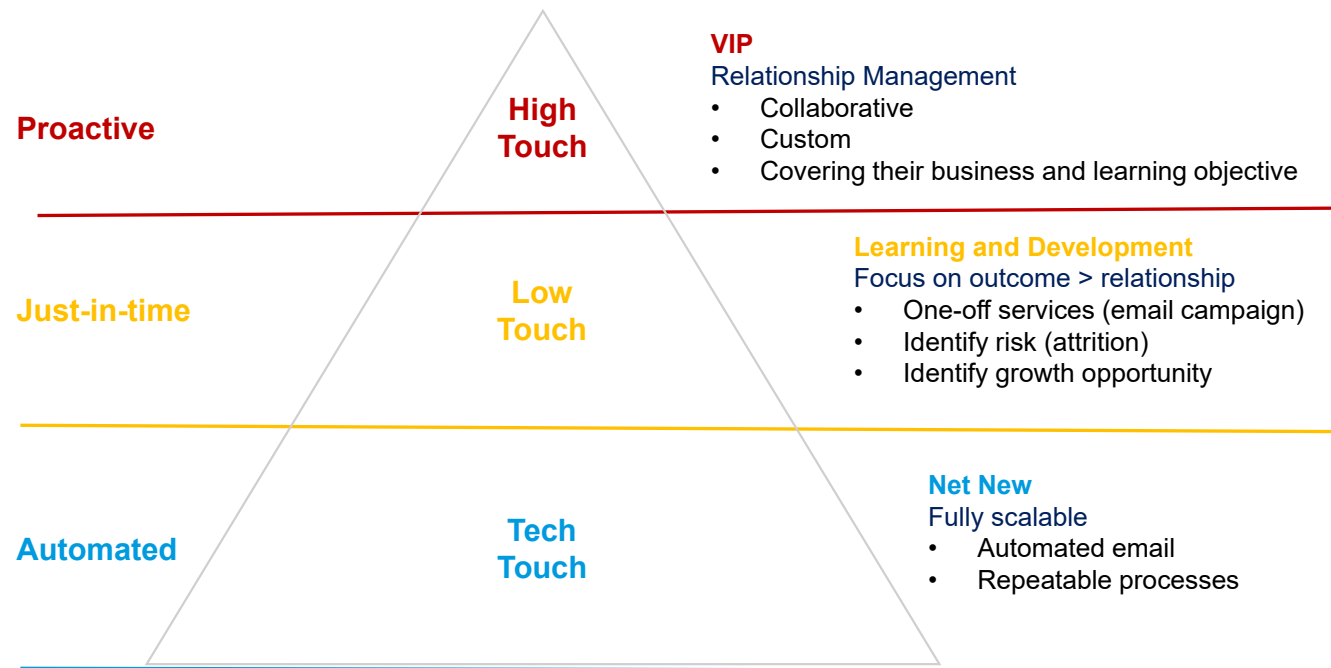 VIP
Relationship Management
• Collaborative
• Custom
• Covering their business and learning objective
Proactive
High
Touch
Learning and Development
Focus on outcome > relationship
• One-off services (email campaign)
• Identify risk (attrition)
• Identify growth opportunity
Just-in-time
Low
Touch
Net New
Fully scalable
• Automated email
• Repeatable processes
Automated
Tech
Touch